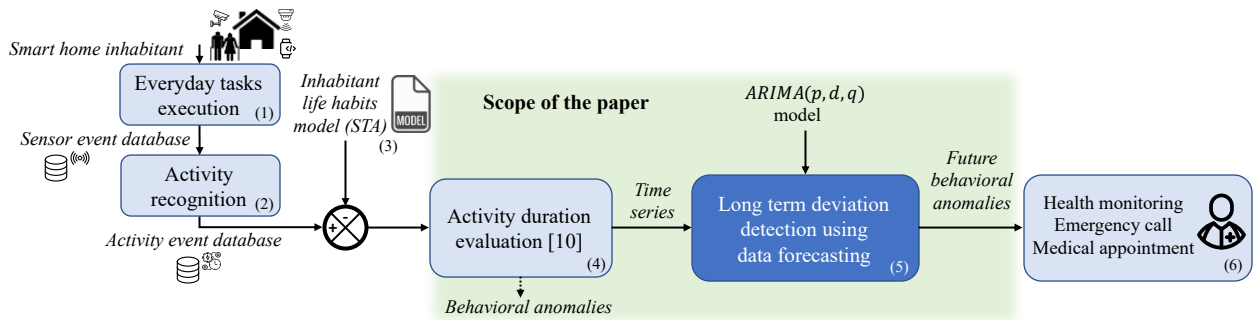 Smart home inhabitant
Everyday tasks
execution
(1)
Sensor event database
Activity
recognition
(2)
Activity event database
Inhabitant
life habits
model (STA)
(3)
MODEL
-
+
Scope of the paper
Activity duration
evaluation [10]
(4)
Behavioral anomalies
Time
series
ARIMA(p, d, q)
model
Long term deviation
detection using
data forecasting
(5)
Future
behavioral
anomalies
Health monitoring
Emergency call
Medical appointment
(6)